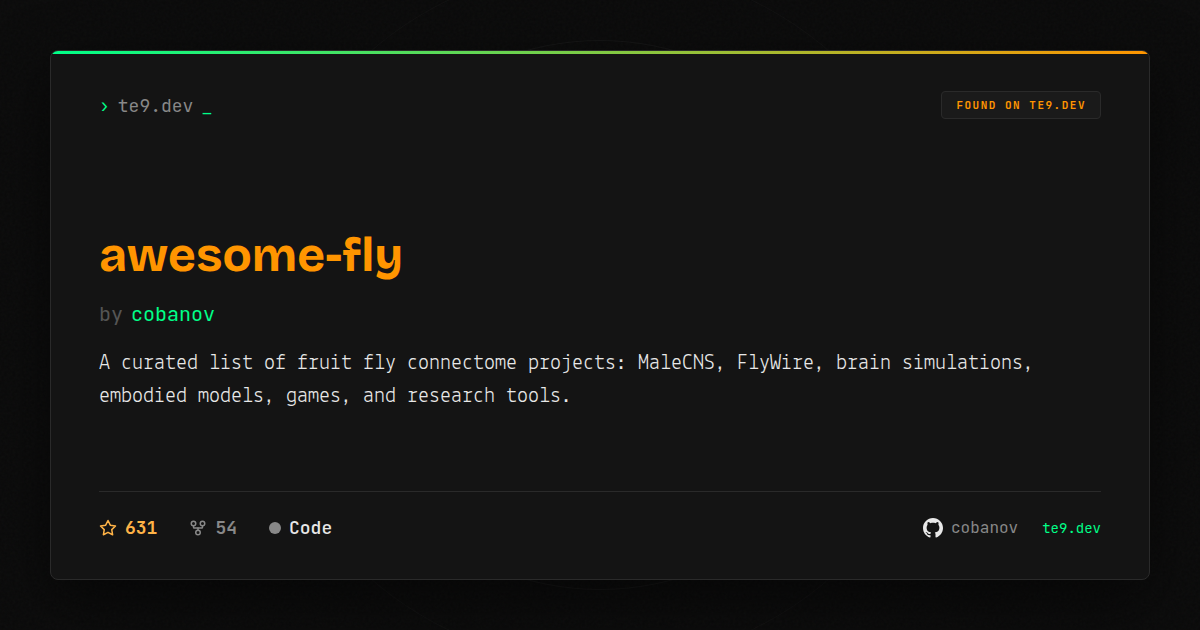 › te9.dev _
FOUND ON TE9.DEV
awesome-fly
by cobanov
A curated list of fruit fly connectome projects: MaleCNS, FlyWire, brain simulations,
embodied models, games, and research tools.
631 54 Code
cobanov te9.dev